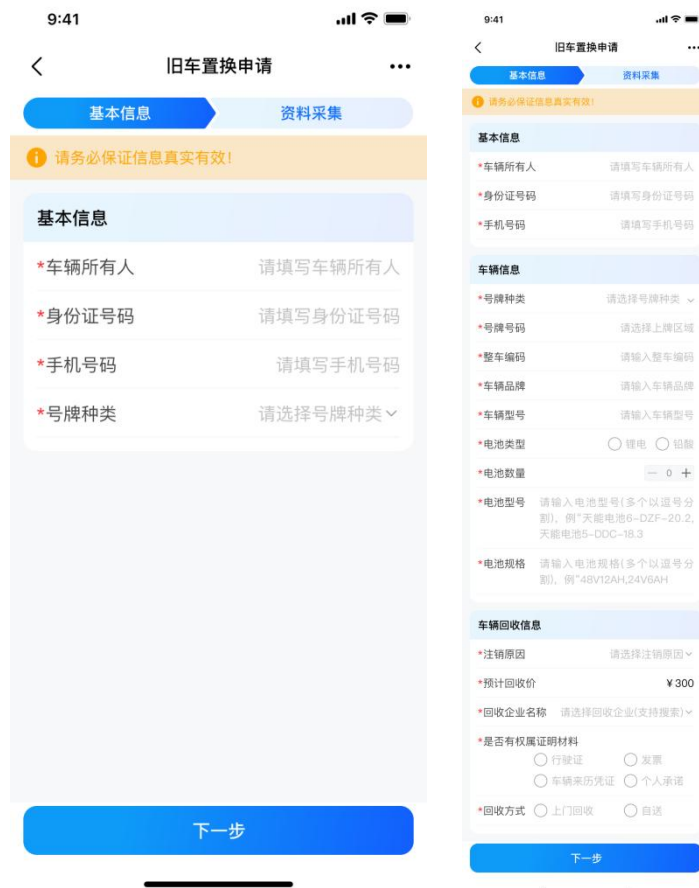 9:41
旧车置换申请
基本信息
资料采集
请务必保证信息真实有效！
基本信息
*车辆所有人 请填写车辆所有人
*身份证号码 请填写身份证号码
*手机号码 请填写手机号码
*号牌种类 请选择号牌种类
下一步
9:41
旧车置换申请
基本信息
资料采集
请务必保证信息真实有效！
基本信息
*车辆所有人 请填写车辆所有人
*身份证号码 请填写身份证号码
*手机号码 请填写手机号码
车辆信息
*号牌种类 请选择号牌种类
*号牌号码 请选择上牌区域
*整车编码 请输入整车编码
*车辆品牌 请输入车辆品牌
*车辆型号 请输入车辆型号
*电池类型 锂电 铅酸
*电池数量 － 0 ＋
*电池型号 请输入电池型号(多个以逗号分
割)，例"天能电池6-DZF-20.2,
天能电池5-DDC-18.3
*电池规格 请输入电池规格(多个以逗号分
割)，例"48V12AH,24V6AH
车辆回收信息
*注销原因 请选择注销原因
*预计回收价 ¥300
*回收企业名称 请选择回收企业(支持搜索)
*是否有权属证明材料
行驶证 发票
车辆来历凭证 个人承诺
*回收方式 上门回收 自送
下一步